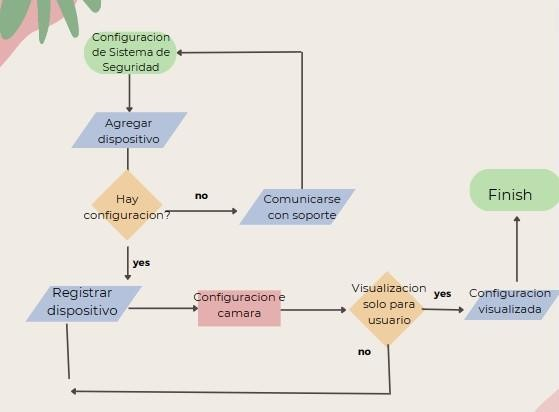 Configuracion
de Sistema de
Seguridad
Agregar
dispositivo
Hay
configuracion?
no
Comunicarse
con soporte
Finish
yes
Registrar
dispositivo
Configuracion e
camara
Visualizacion
solo para
usuario
yes
Configuracion
visualizada
no